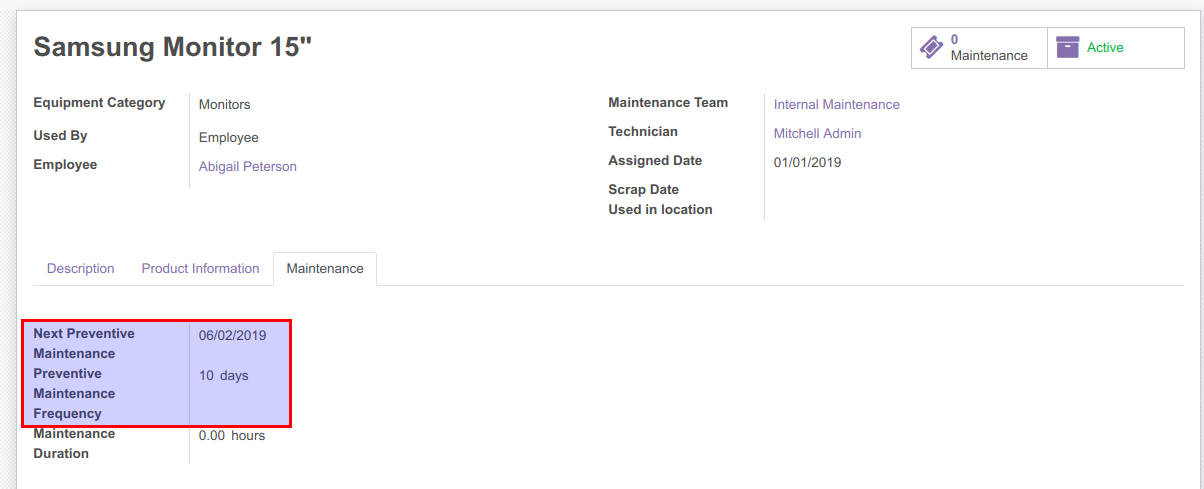 Samsung Monitor 15"
0
Maintenance
Active
Equipment Category Monitors
Used By Employee
Employee Abigail Peterson
Maintenance Team Internal Maintenance
Technician Mitchell Admin
Assigned Date 01/01/2019
Scrap Date
Used in location
Description Product Information Maintenance
Next Preventive 06/02/2019
Maintenance
Preventive 10 days
Maintenance
Frequency
Maintenance 0.00 hours
Duration